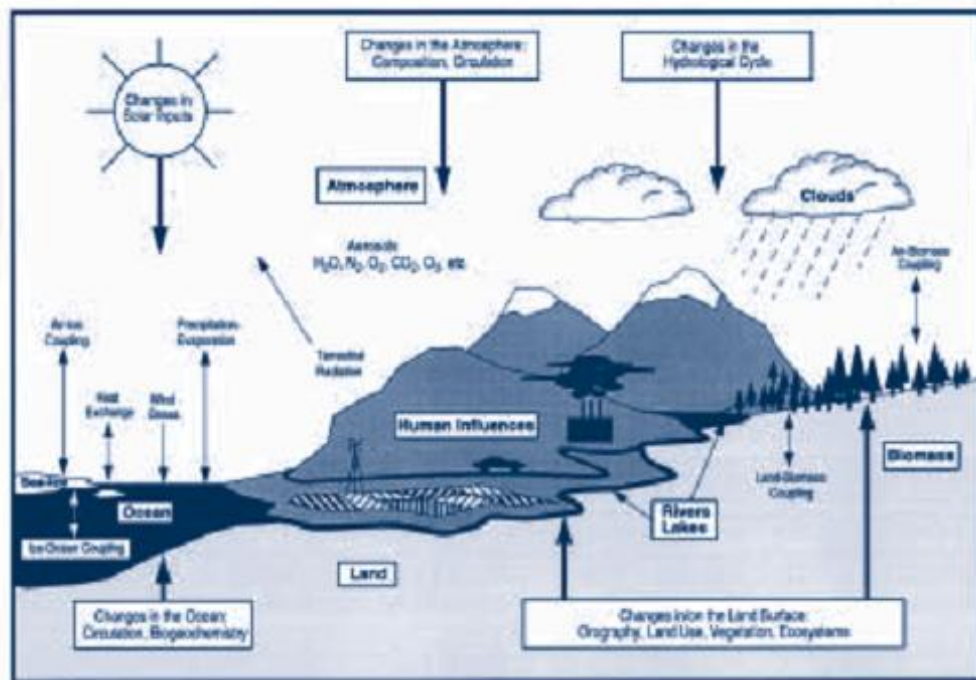 Changes in the Atmosphere:
Composition, Circulation
Changes in the
Hydrological Cycle
Changes in
Solar Inputs
Atmosphere
Clouds
Aerosols
H₂O, N₂, O₂, CO₂, O₃, etc
Air-Biomass
Coupling
Air-Ice
Coupling
Precipitation-
Evaporation
Terrestrial
Radiation
Heat
Exchange
Wind
Stress
Human Influences
Biomass
Sea-Ice
Land-Biomass
Coupling
Ocean
Rivers
Lakes
Ice-Ocean Coupling
Land
Changes in the Ocean:
Circulation, Biogeochemistry
Changes in/on the Land Surface:
Orography, Land Use, Vegetation, Ecosystems